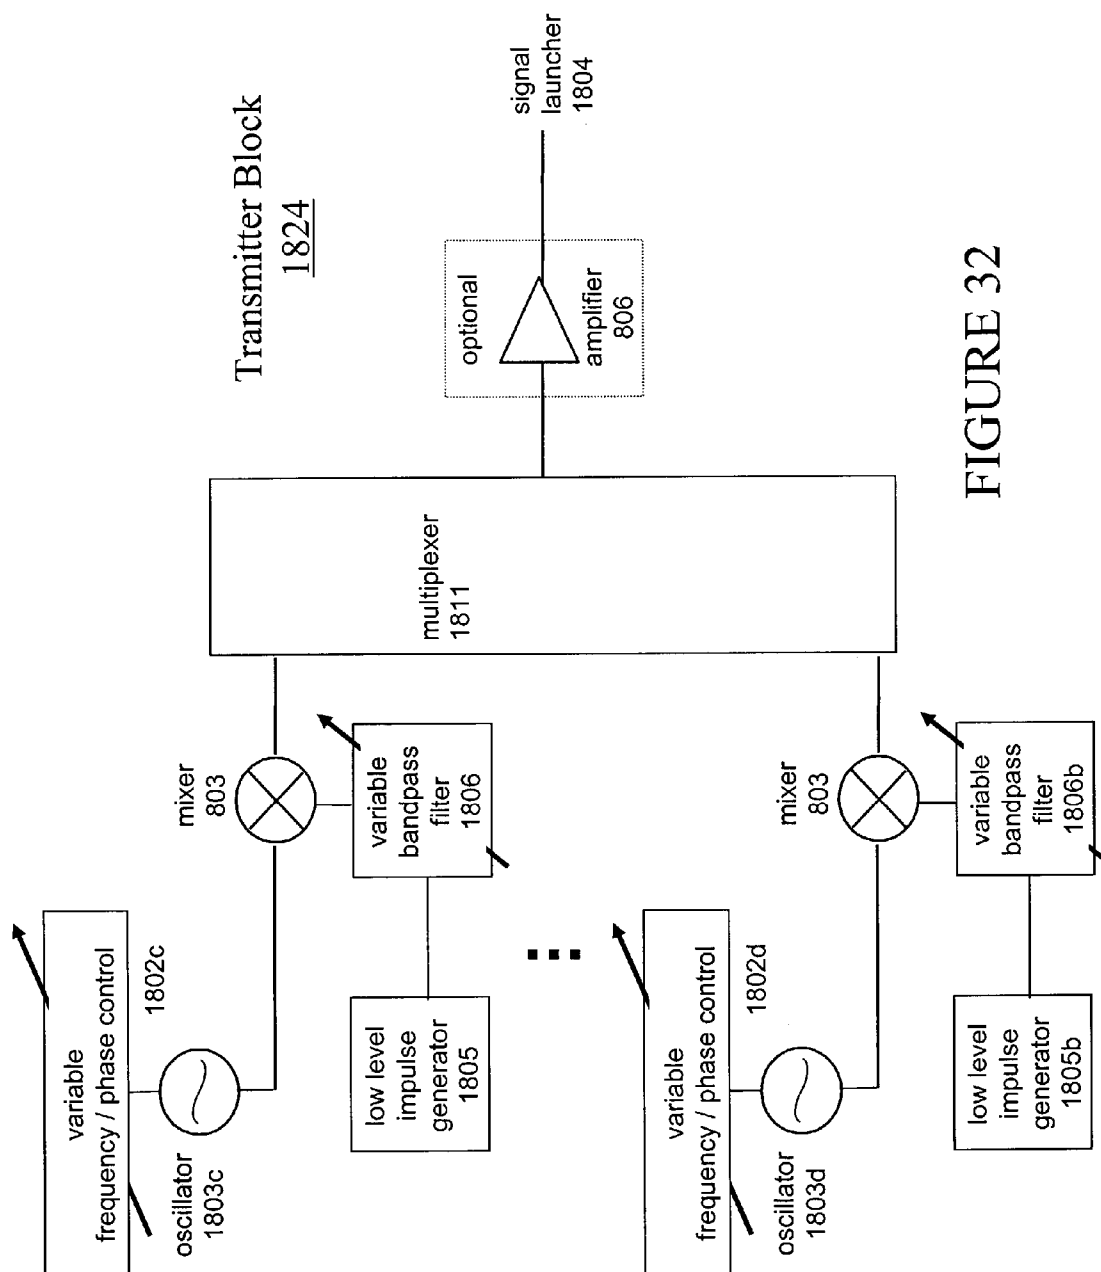 Transmitter Block
1824
variable
frequency / phase control
1802c
oscillator
1803c
mixer
803
low level
impulse
generator
1805
variable
bandpass
filter
1806
variable
frequency / phase control
1802d
oscillator
1803d
mixer
803
low level
impulse
generator
1805b
variable
bandpass
filter
1806b
multiplexer
1811
optional
amplifier
806
signal
launcher
1804
FIGURE 32